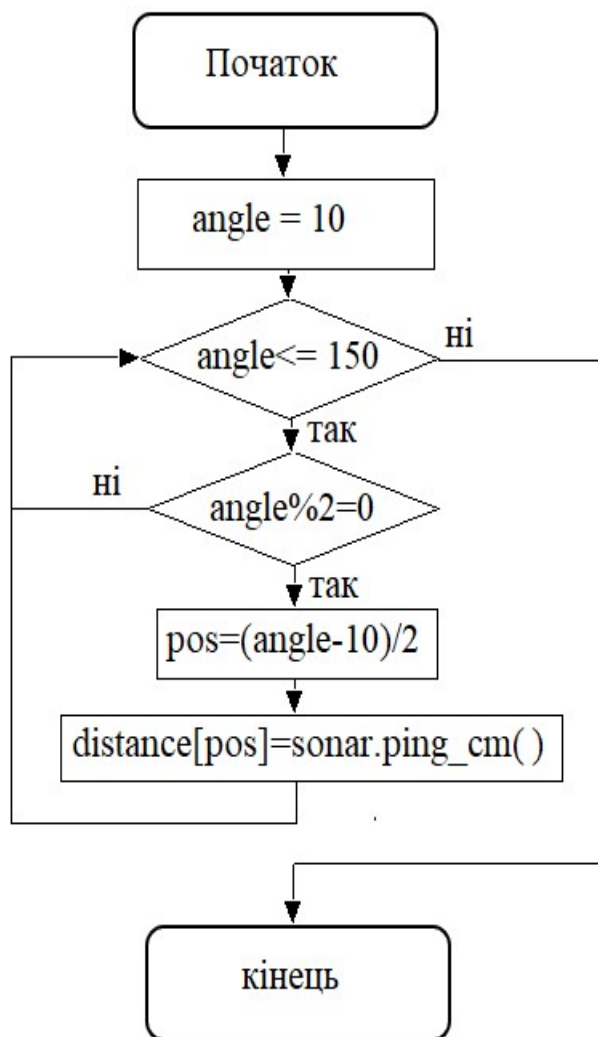 Початок
angle = 10
angle<= 150
ні
так
ні
angle%2=0
так
pos=(angle-10)/2
distance[pos]=sonar.ping_cm( )
кінець